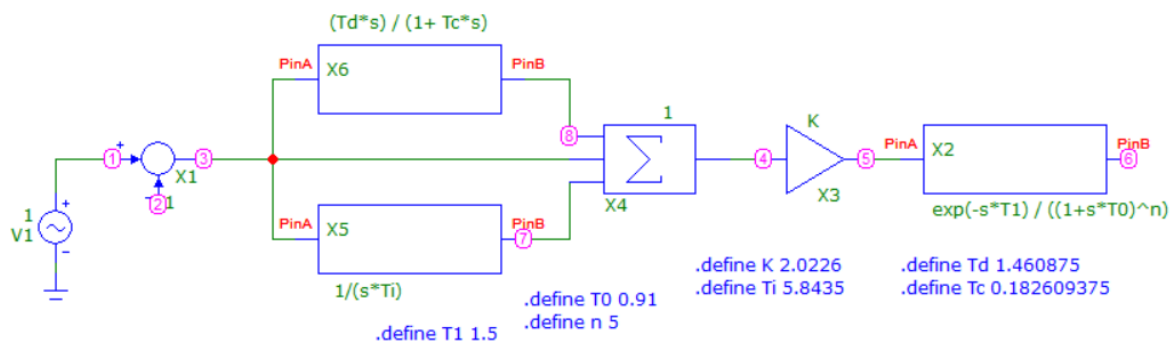 (Td*s) / (1+ Tc*s)
PinA X6 PinB
8
1
K
+
1 3
X1
2 -1
X4
4
5
X3
PinA X2 PinB
6
exp(-s*T1) / ((1+s*T0)^n)
1
V1
+
-
PinA X5 PinB
7
1/(s*Ti)
.define K 2.0226
.define Ti 5.8435
.define Td 1.460875
.define Tc 0.182609375
.define T0 0.91
.define n 5
.define T1 1.5